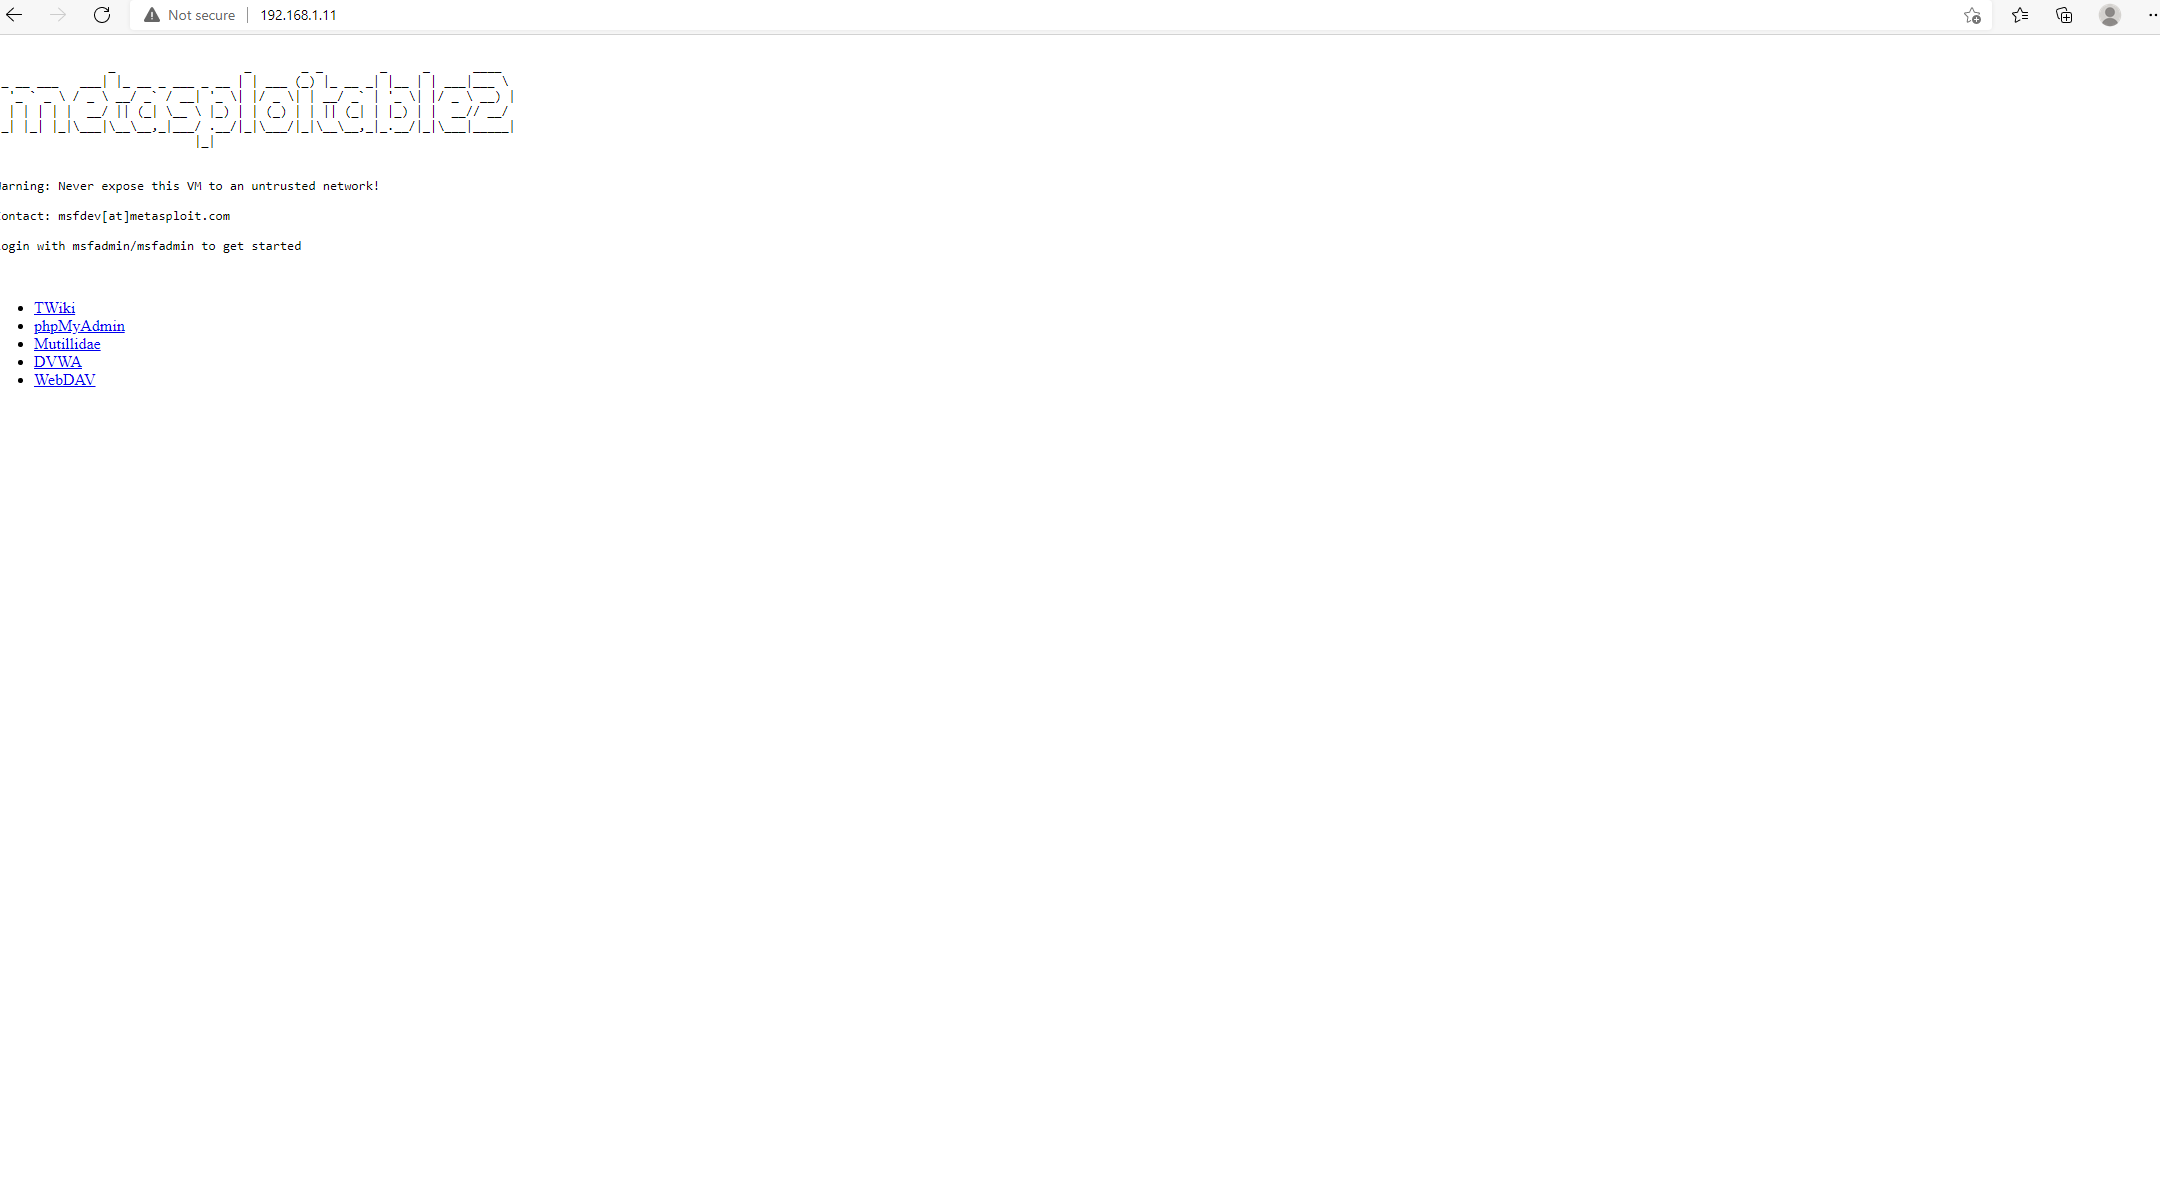 Not secure
192.168.1.11
metasploitable2
arning: Never expose this VM to an untrusted network!
ontact: msfdev[at]metasploit.com
ogin with msfadmin/msfadmin to get started
TWiki
phpMyAdmin
Mutillidae
DVWA
WebDAV